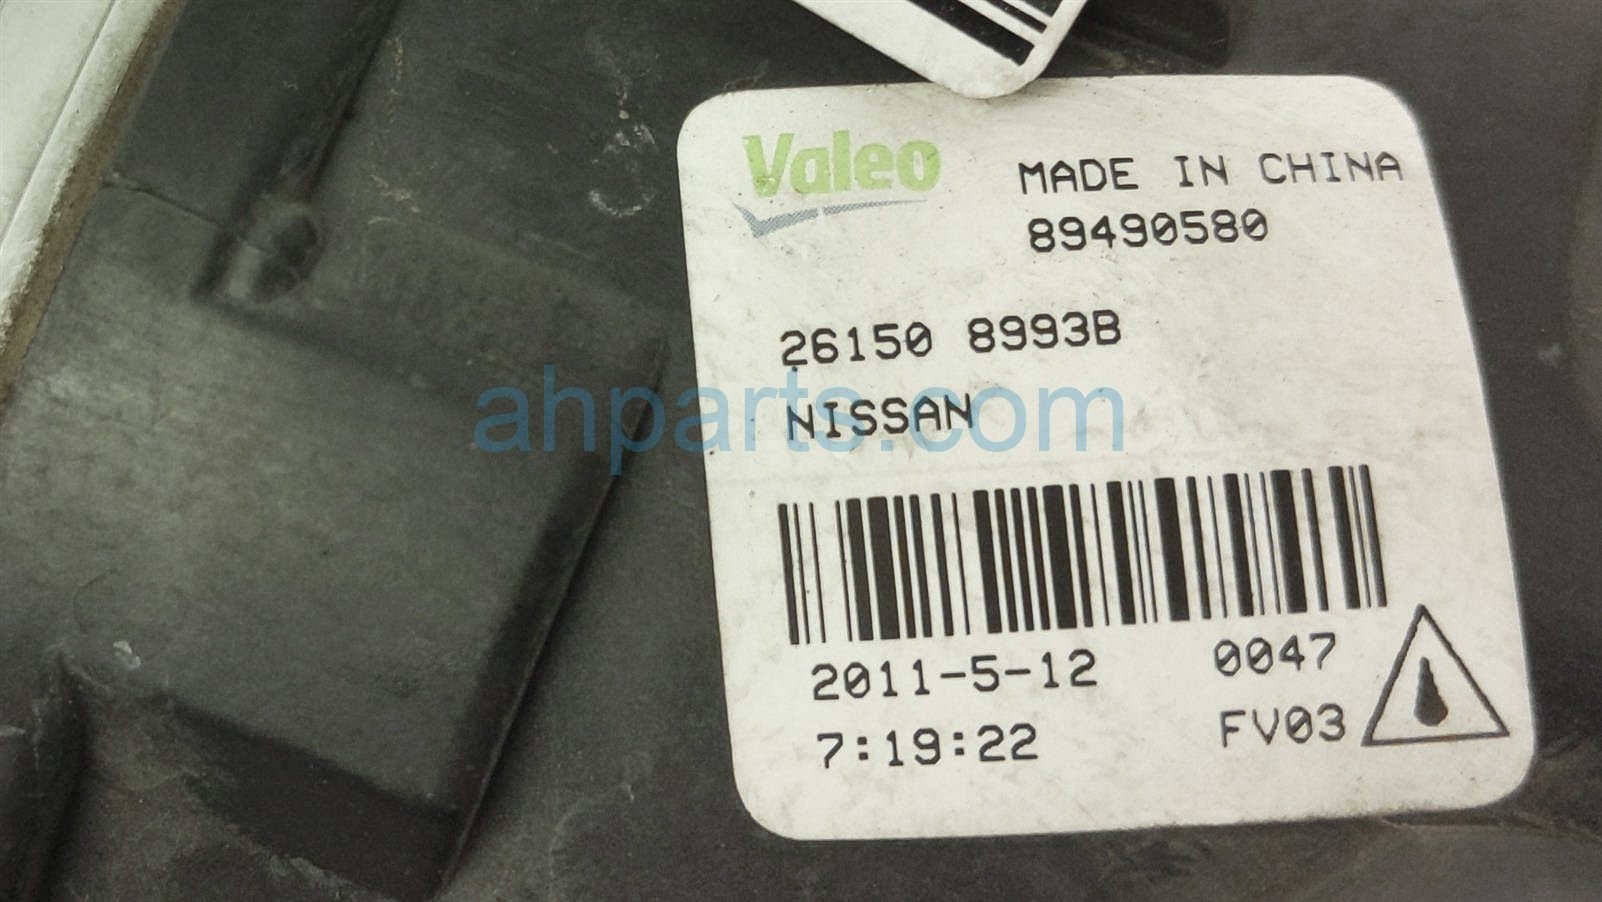 Valeo
MADE IN CHINA
89490580
26150 8993B
NISSAN
ahparts.com
2011-5-12 0047
7:19:22 FV03